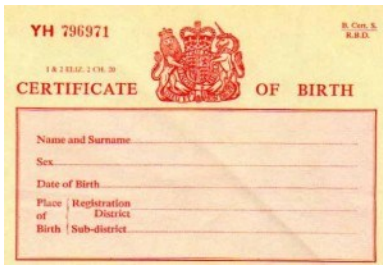 YH 796971
B. Cert. S.
R.B.D.
1 & 2 ELIZ. 2 CH. 20
CERTIFICATE OF BIRTH
Name and Surname
Sex
Date of Birth
Place of Birth
Registration District
Sub-district